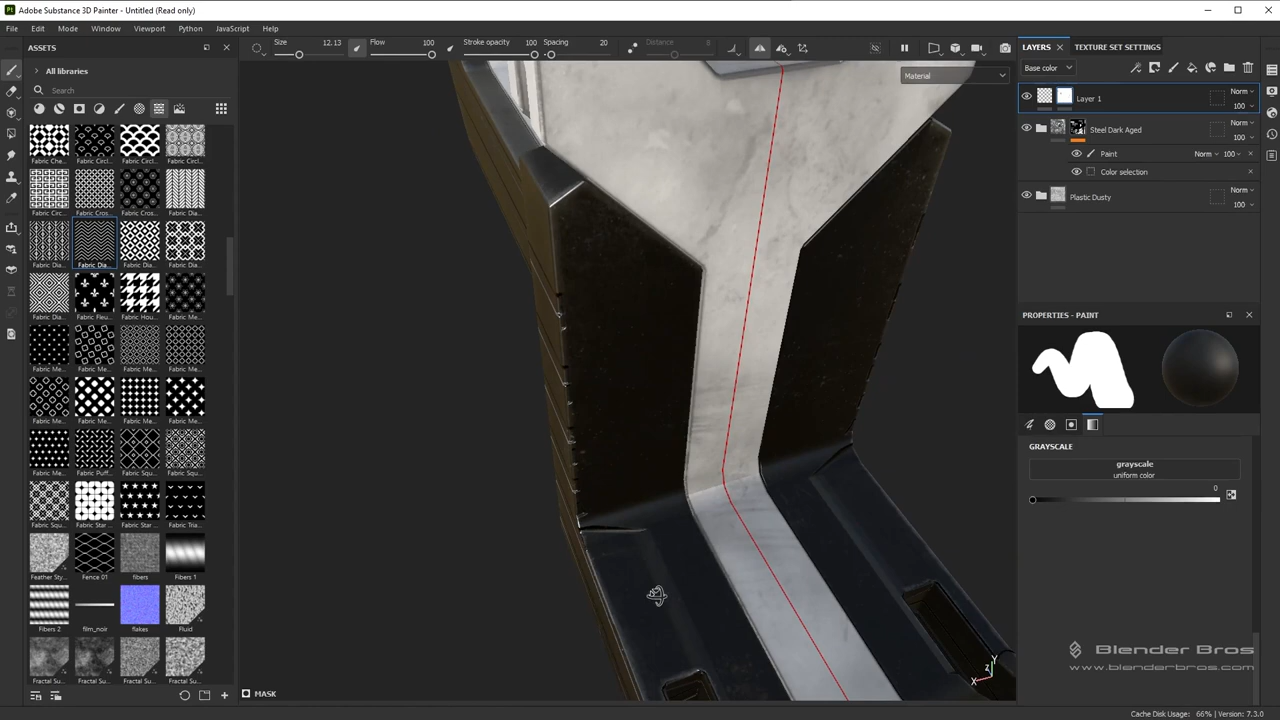 Adobe Substance 3D Painter - Untitled (Read only)
File Edit Mode Window Viewport Python JavaScript Help
ASSETS
All libraries
Search
Fabric Che...
Fabric Circl...
Fabric Circl...
Fabric Circl...
Fabric Circ...
Fabric Cros...
Fabric Cros...
Fabric Dia...
Fabric Dia...
Fabric Dia...
Fabric Dia...
Fabric Dia...
Fabric Dia...
Fabric Fleu...
Fabric Hou...
Fabric Me...
Fabric Me...
Fabric Me...
Fabric Me...
Fabric Me...
Fabric Me...
Fabric Me...
Fabric Me...
Fabric Me...
Fabric Me...
Fabric Puff...
Fabric Squ...
Fabric Squ...
Fabric Squ...
Fabric Star ...
Fabric Star ...
Fabric Tria...
Feather Sty...
Fence 01
fibers
Fibers 1
Fibers 2
film_noir
flakes
Fluid
Fractal Su...
Fractal Su...
Fractal Su...
Fractal Su...
Size 12.13
Flow 100
Stroke opacity 100
Spacing 20
Distance 8
Material
MASK
Y
Z
X
LAYERS
TEXTURE SET SETTINGS
Base color
Layer 1
Norm
100
Steel Dark Aged
Norm
100
Paint Norm 100
Color selection
Plastic Dusty
Norm
100
PROPERTIES - PAINT
GRAYSCALE
grayscale
uniform color
0
Blender Bros
www.blenderbros.com
Cache Disk Usage: 66% | Version: 7.3.0